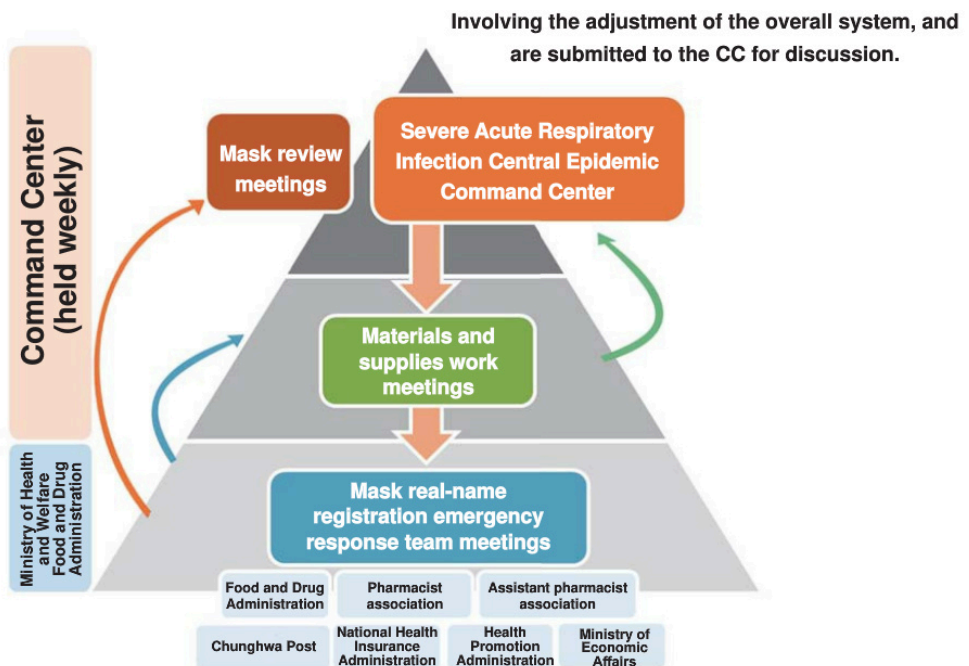 Involving the adjustment of the overall system, and
are submitted to the CC for discussion.
Command Center
(held weekly)
Mask review
meetings
Severe Acute Respiratory
Infection Central Epidemic
Command Center
Materials and
supplies work
meetings
Ministry of Health
and Welfare
Food and Drug
Administration
Mask real-name
registration emergency
response team meetings
Food and Drug
Administration
Pharmacist
association
Assistant pharmacist
association
Chunghwa Post
National Health
Insurance
Administration
Health
Promotion
Administration
Ministry of
Economic
Affairs